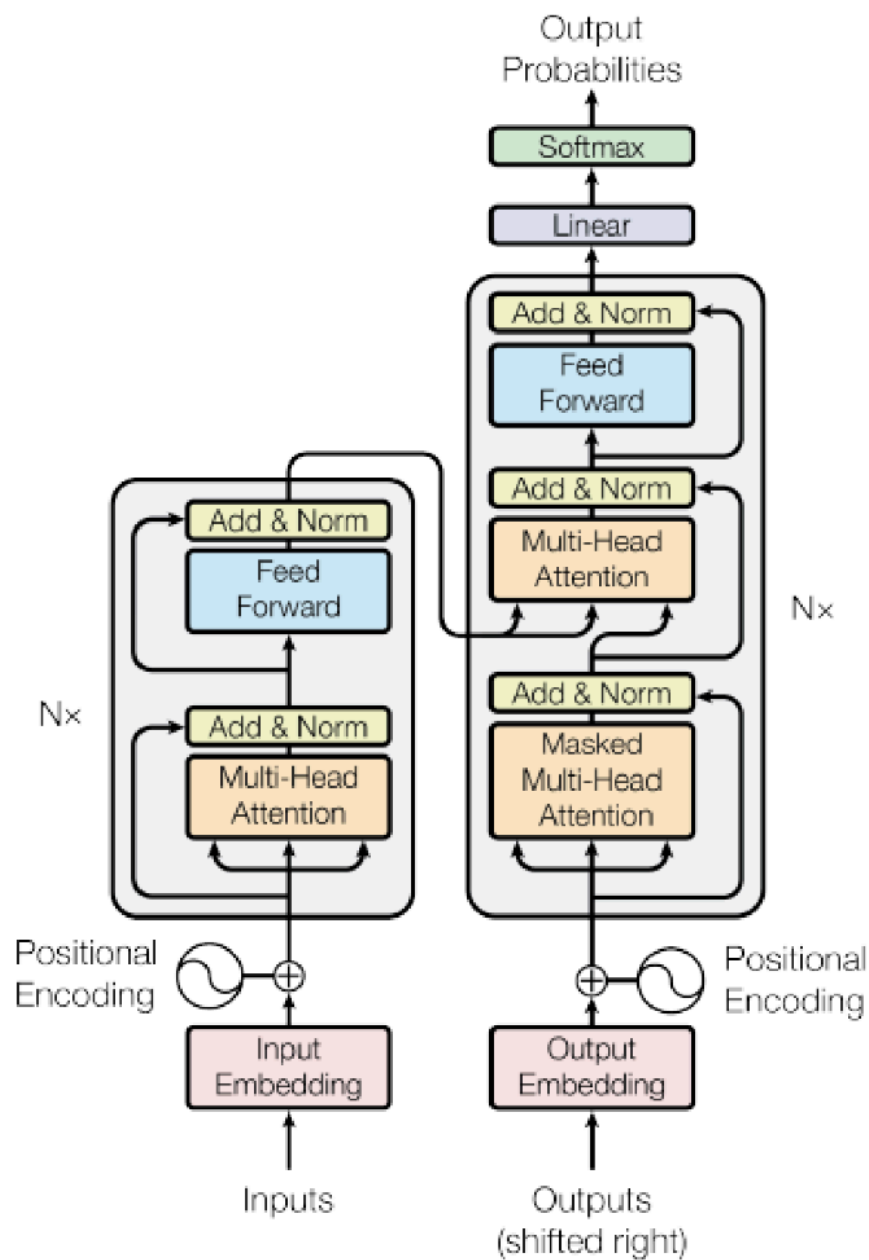 Output
Probabilities
Softmax
Linear
Add & Norm
Feed
Forward
Add & Norm
Multi-Head
Attention
Add & Norm
Masked
Multi-Head
Attention
N×
Add & Norm
Feed
Forward
Add & Norm
Multi-Head
Attention
N×
Positional
Encoding
Positional
Encoding
Input
Embedding
Output
Embedding
Inputs
Outputs
(shifted right)